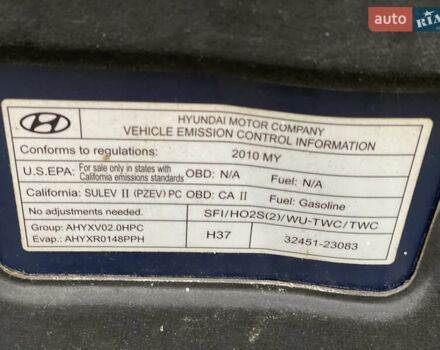 auto RIA
HYUNDAI MOTOR COMPANY
VEHICLE EMISSION CONTROL INFORMATION
Conforms to regulations: 2010 MY
U.S.EPA: For sale only in states with California emissions standards OBD: N/A Fuel: N/A
California: SULEV II (PZEV) PC OBD: CA II Fuel: Gasoline
No adjustments needed. SFI/HO2S(2)/WU-TWC/TWC
Group: AHYXV02.0HPC
Evap.: AHYXR0148PPH
H37 32451-23083